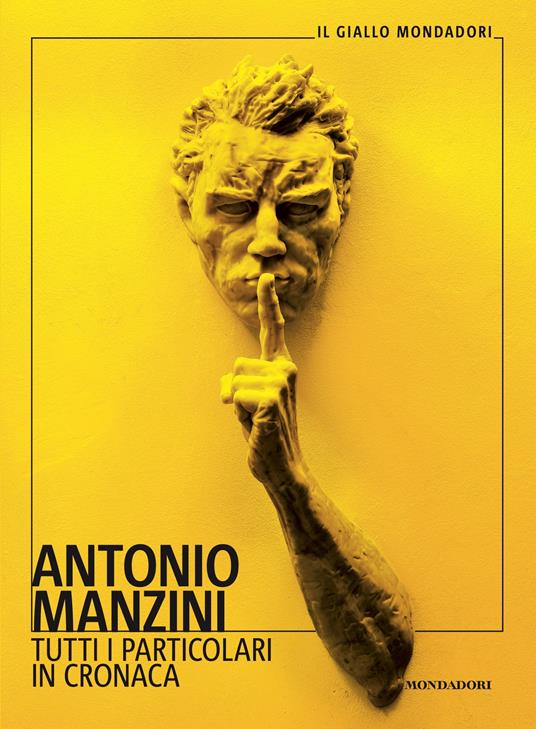 IL GIALLO MONDADORI
ANTONIO
MANZINI
TUTTI I PARTICOLARI
IN CRONACA
MONDADORI